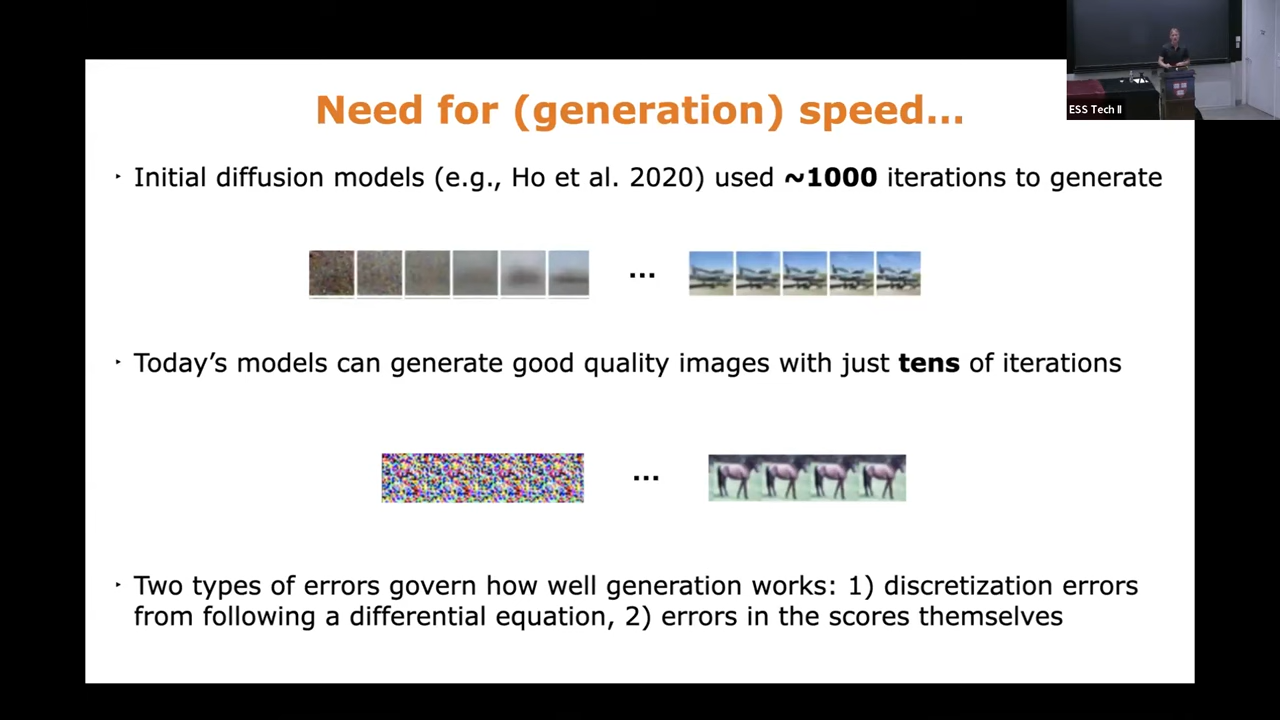 Need for (generation) speed...
‣ Initial diffusion models (e.g., Ho et al. 2020) used ~1000 iterations to generate
...
‣ Today’s models can generate good quality images with just tens of iterations
...
‣ Two types of errors govern how well generation works: 1) discretization errors
from following a differential equation, 2) errors in the scores themselves
ESS Tech II